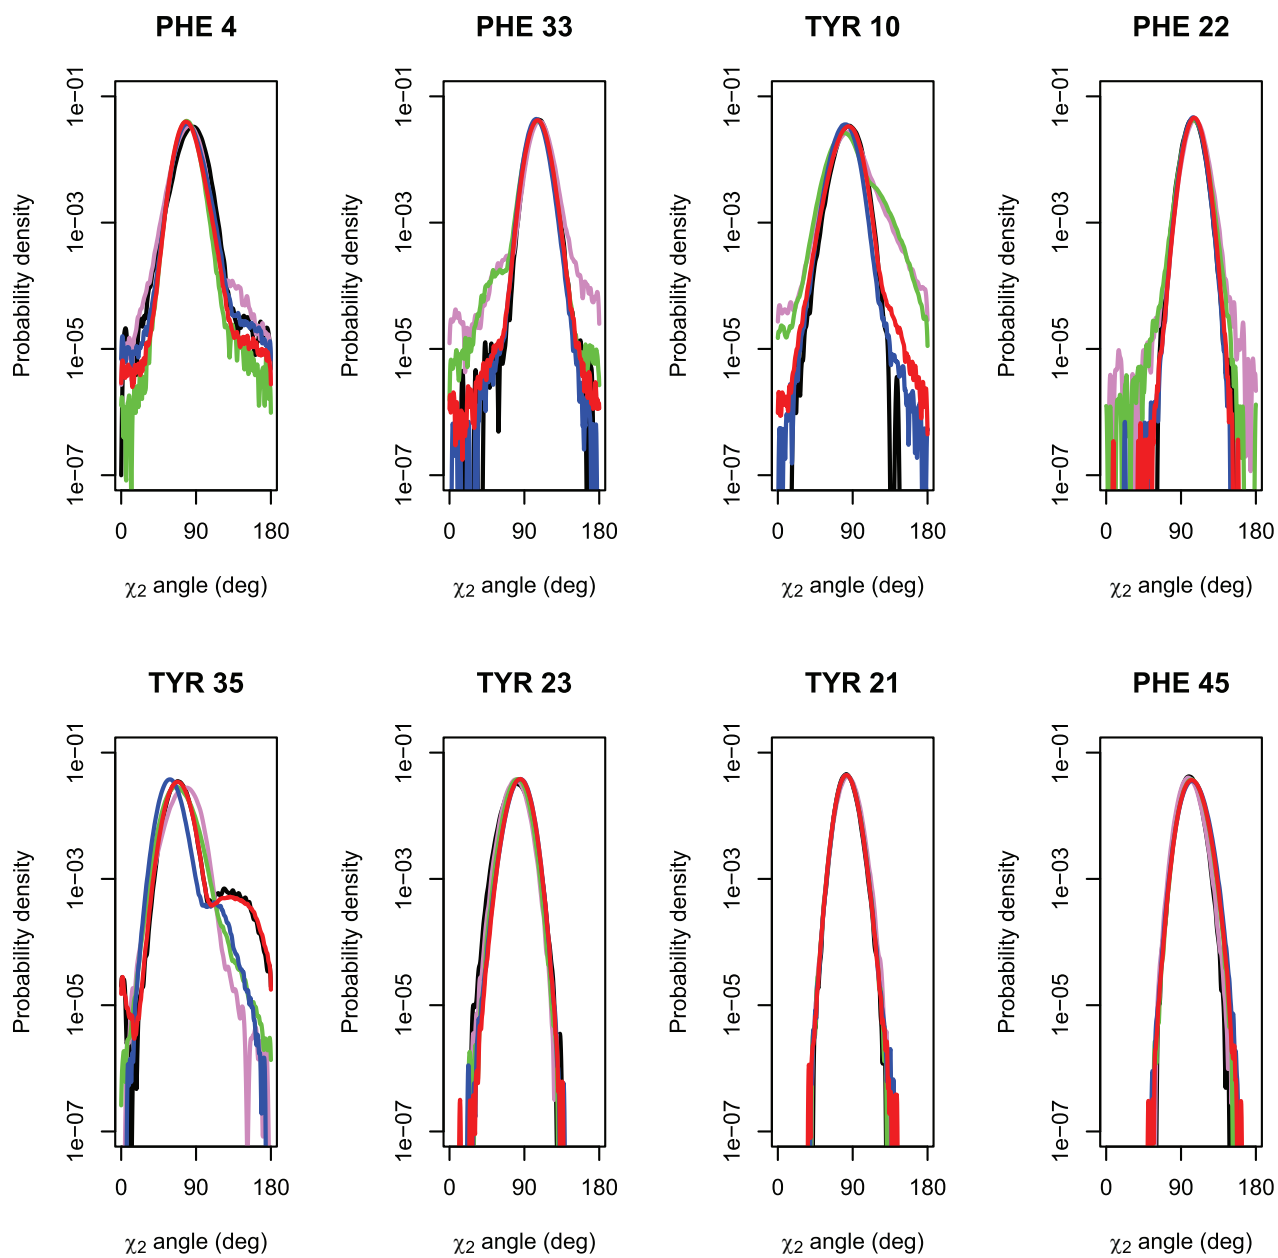 PHE 4
PHE 33
TYR 10
PHE 22
Probability density
1e−07 1e−05 1e−03 1e−01
0 90 180
χ2 angle (deg)
Probability density
1e−07 1e−05 1e−03 1e−01
0 90 180
χ2 angle (deg)
Probability density
1e−07 1e−05 1e−03 1e−01
0 90 180
χ2 angle (deg)
Probability density
1e−07 1e−05 1e−03 1e−01
0 90 180
χ2 angle (deg)
TYR 35
TYR 23
TYR 21
PHE 45
Probability density
1e−07 1e−05 1e−03 1e−01
0 90 180
χ2 angle (deg)
Probability density
1e−07 1e−05 1e−03 1e−01
0 90 180
χ2 angle (deg)
Probability density
1e−07 1e−05 1e−03 1e−01
0 90 180
χ2 angle (deg)
Probability density
1e−07 1e−05 1e−03 1e−01
0 90 180
χ2 angle (deg)